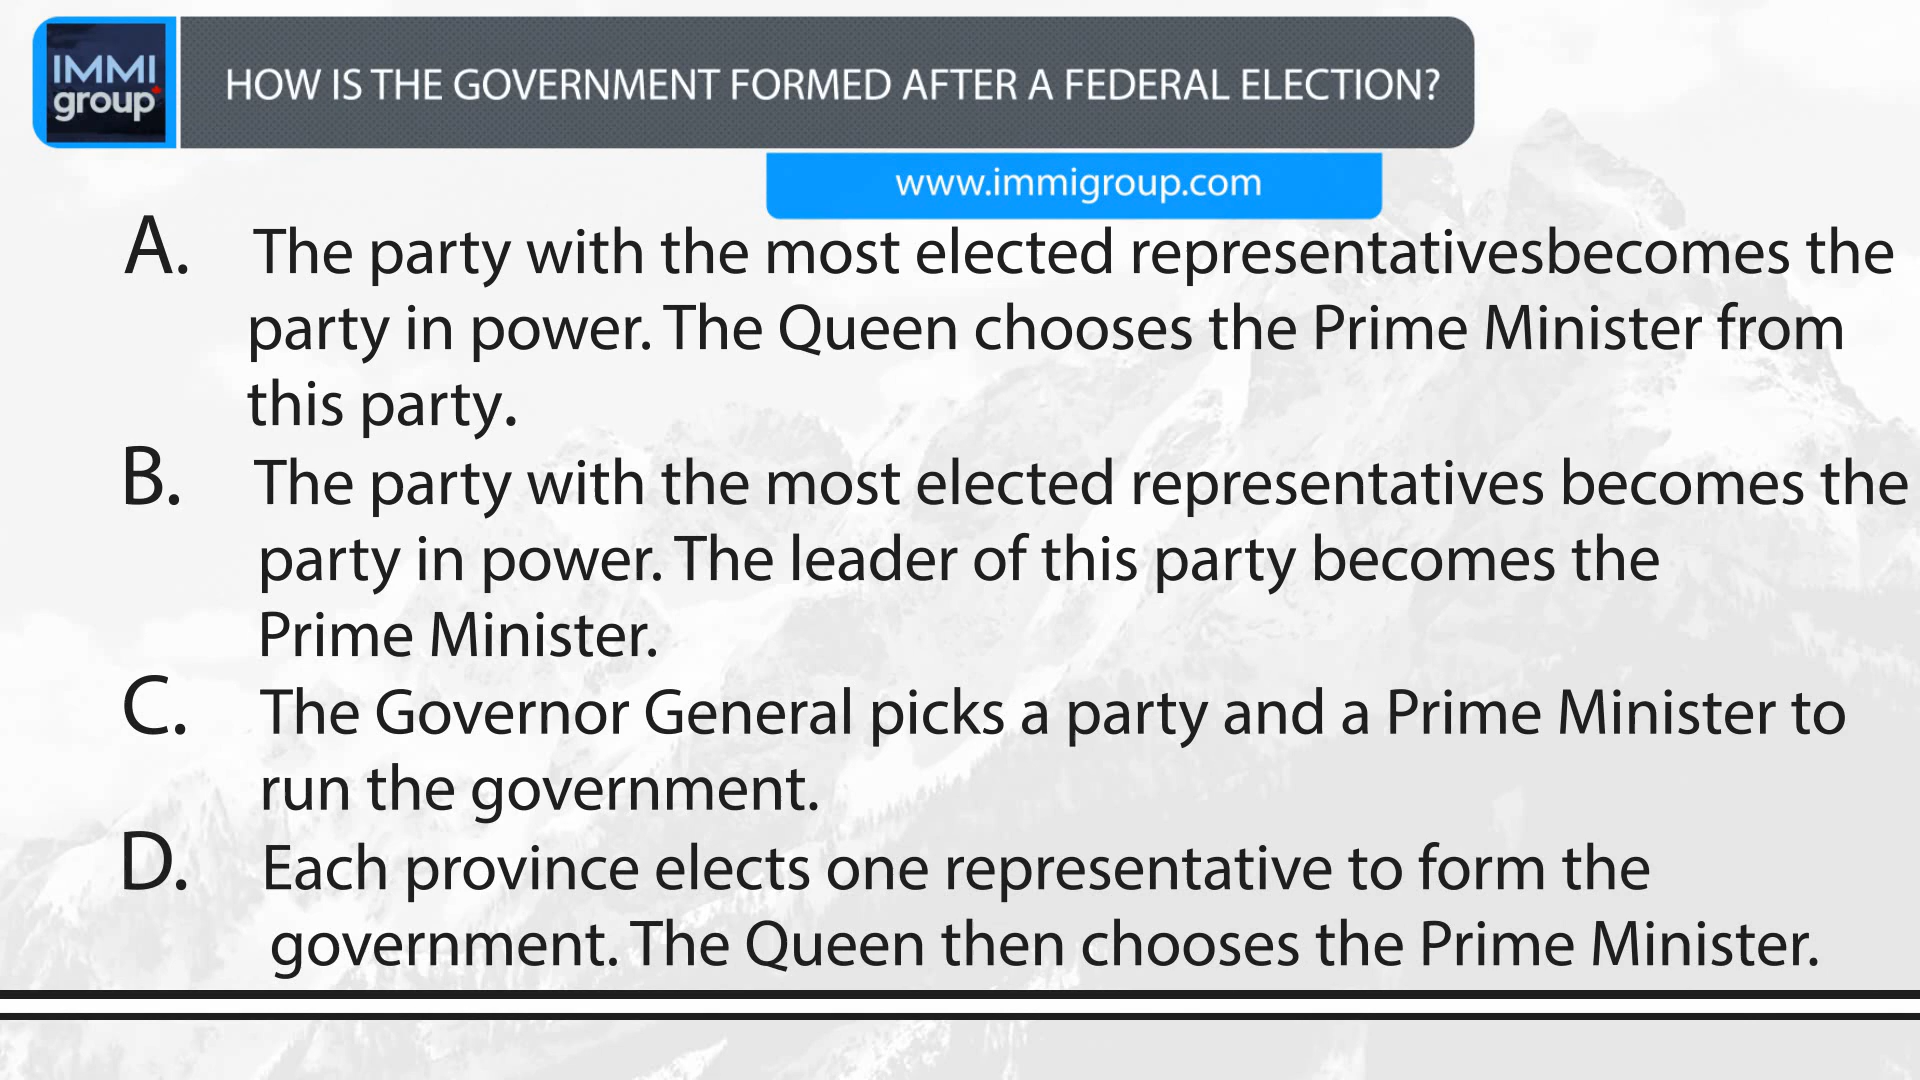 IMMI
group
HOW IS THE GOVERNMENT FORMED AFTER A FEDERAL ELECTION?
www.immigroup.com
A. The party with the most elected representativesbecomes the
party in power. The Queen chooses the Prime Minister from
this party.
B. The party with the most elected representatives becomes the
party in power. The leader of this party becomes the
Prime Minister.
C. The Governor General picks a party and a Prime Minister to
run the government.
D. Each province elects one representative to form the
government. The Queen then chooses the Prime Minister.